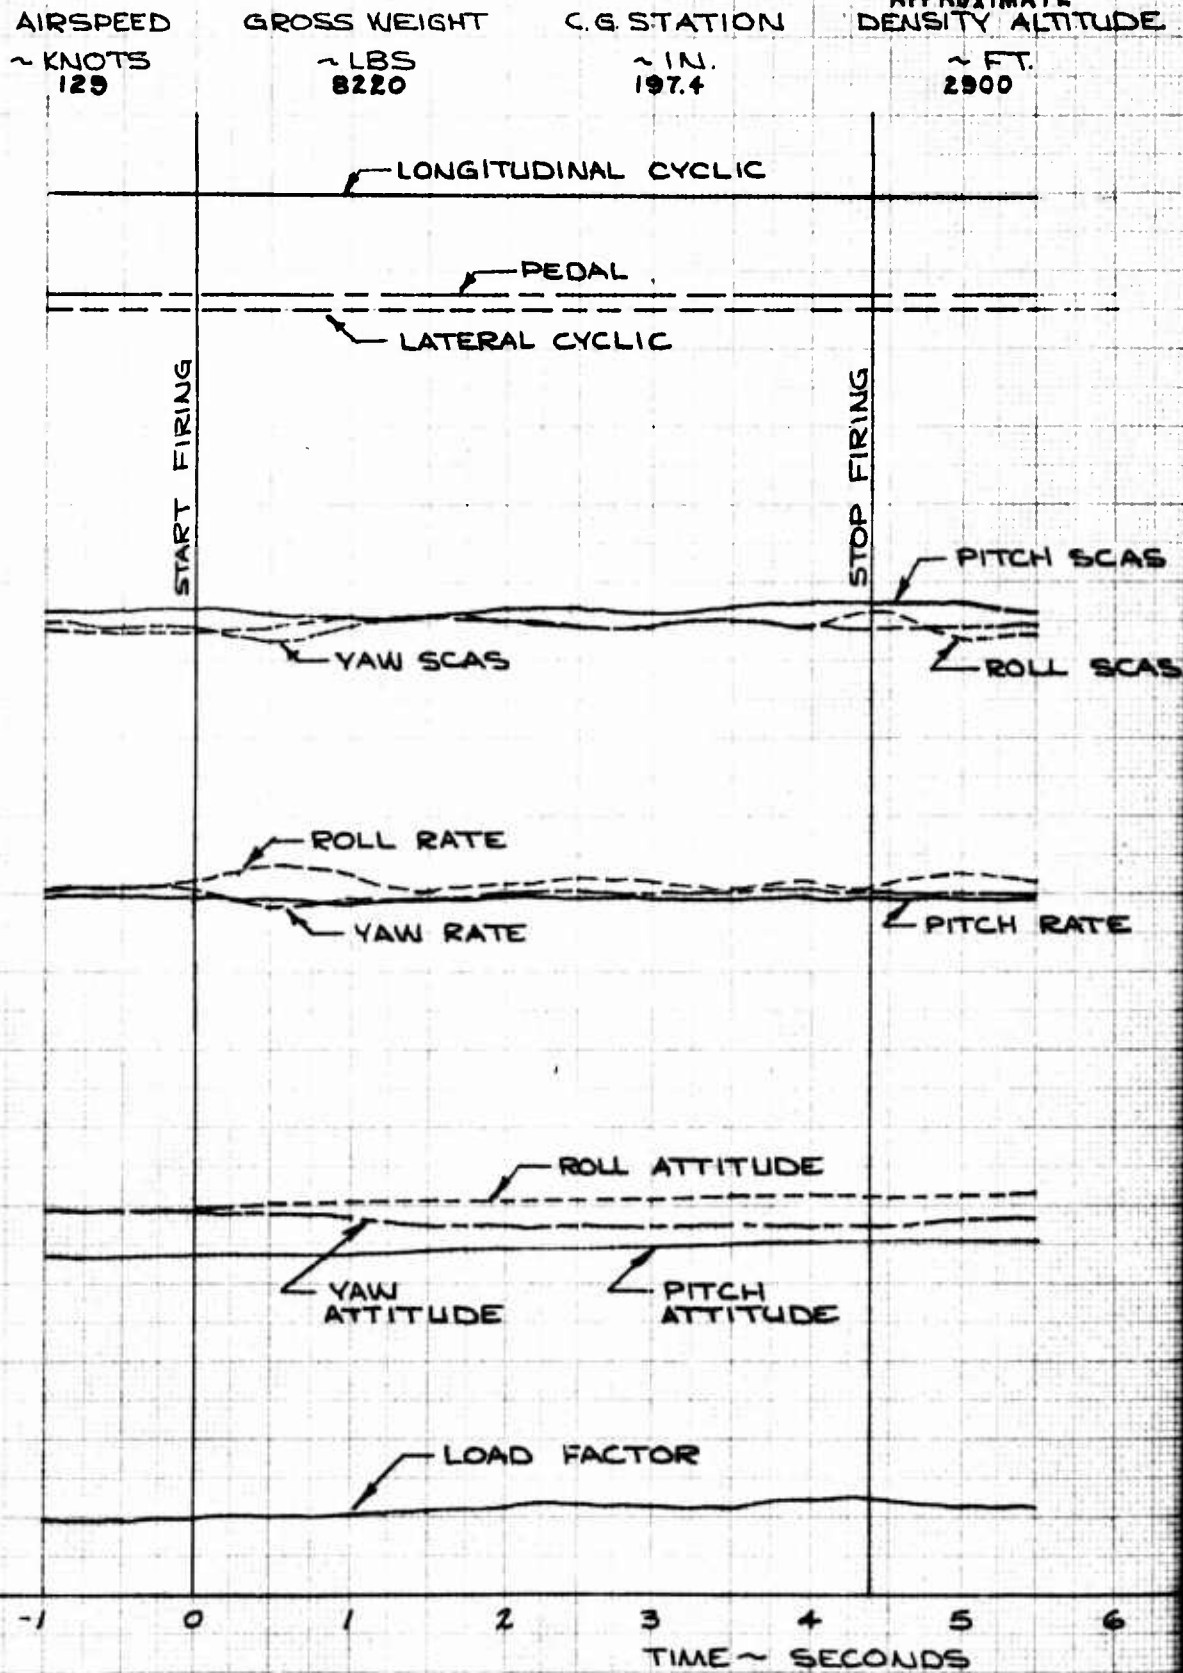 APPROXIMATE
AIRSPEED GROSS WEIGHT C.G. STATION DENSITY ALTITUDE
~ KNOTS ~ LBS ~ IN. ~ FT.
129 8220 197.4 2900
LONGITUDINAL CYCLIC
PEDAL
LATERAL CYCLIC
START FIRING
STOP FIRING
PITCH SCAS
YAW SCAS
ROLL SCAS
ROLL RATE
YAW RATE
PITCH RATE
ROLL ATTITUDE
YAW
ATTITUDE
PITCH
ATTITUDE
LOAD FACTOR
-1 0 1 2 3 4 5 6
TIME ~ SECONDS